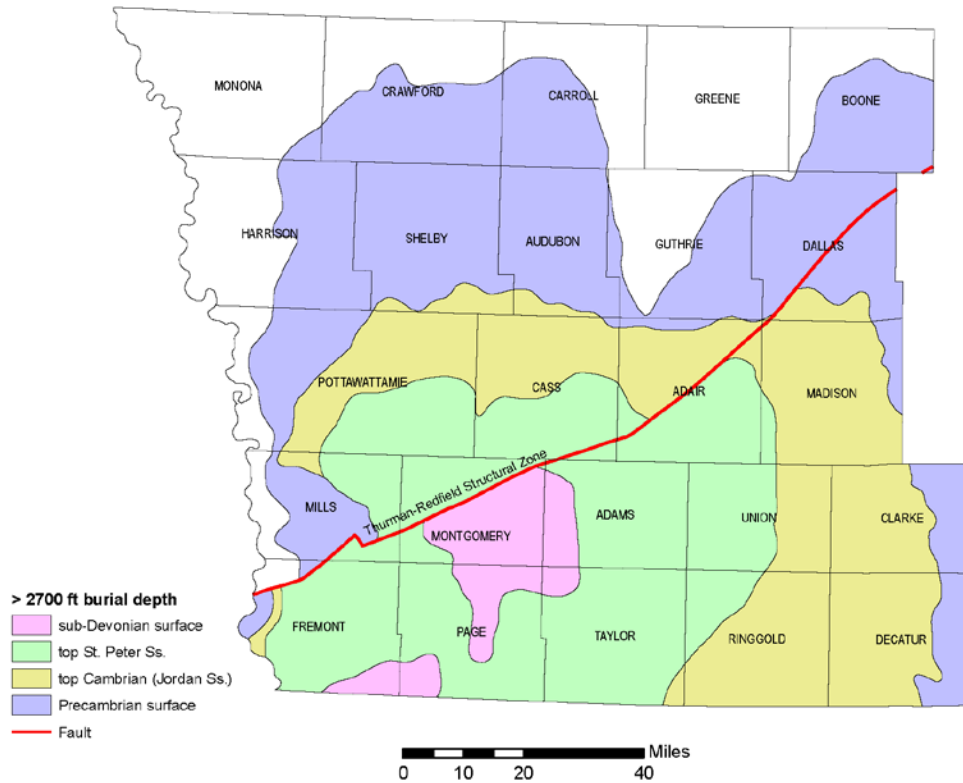 MONONA
CRAWFORD
CARROLL
GREENE
BOONE
HARRISON
SHELBY
AUDUBON
GUTHRIE
DALLAS
POTTAWATTAMIE
CASS
ADAIR
MADISON
MILLS
Thurman-Redfield Structural Zone
MONTGOMERY
ADAMS
UNION
CLARKE
FREMONT
PAGE
TAYLOR
RINGGOLD
DECATUR
> 2700 ft burial depth
sub-Devonian surface
top St. Peter Ss.
top Cambrian (Jordan Ss.)
Precambrian surface
Fault
Miles
0 10 20 40